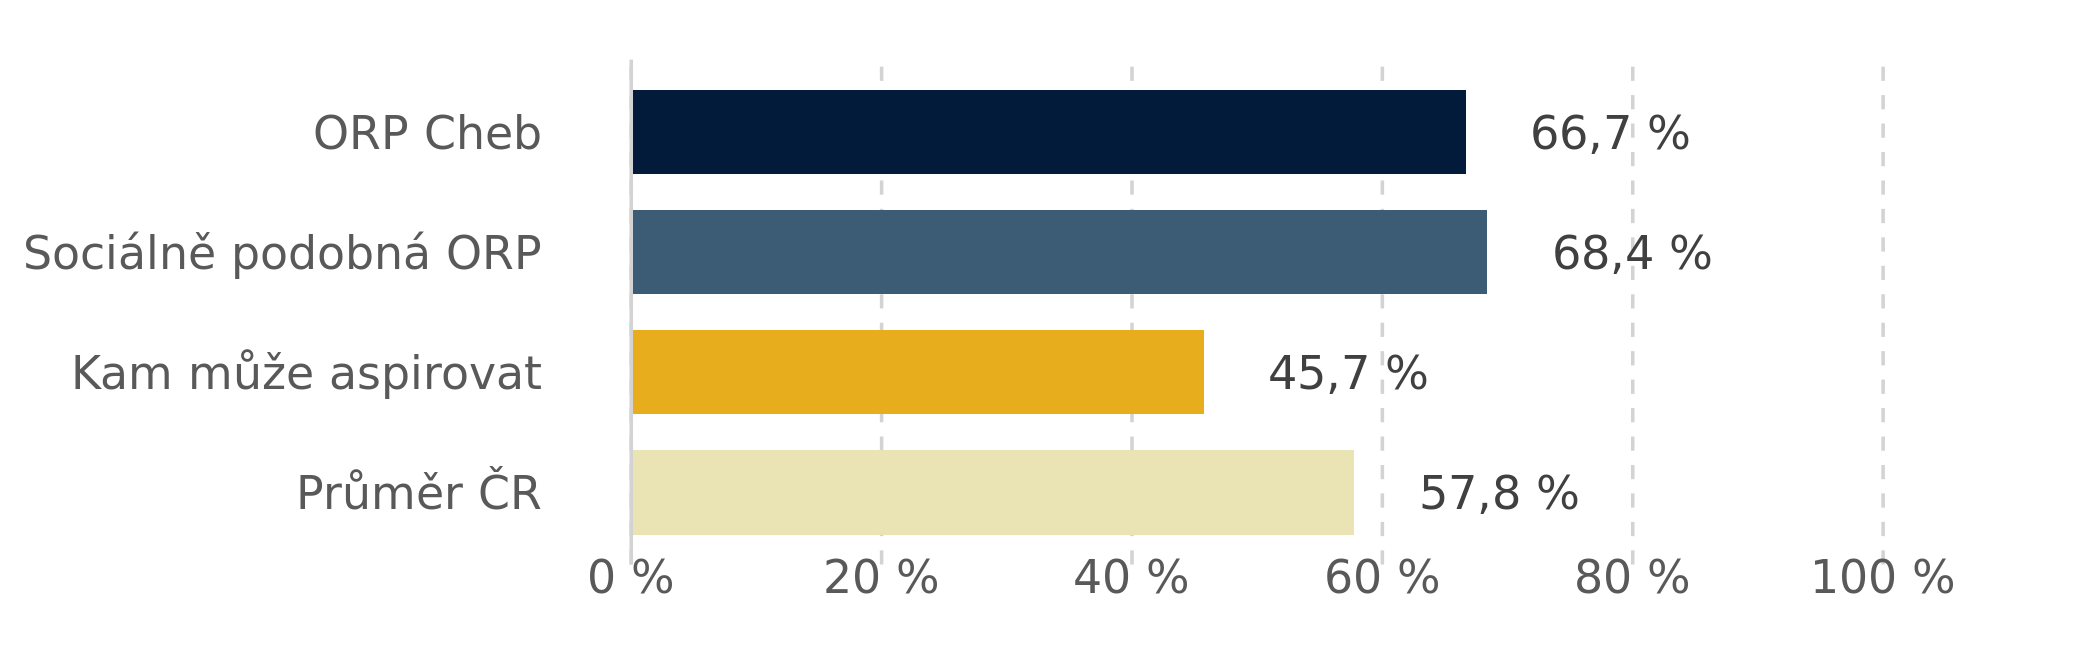 ORP Cheb 66,7 %
Sociálně podobná ORP 68,4 %
Kam může aspirovat 45,7 %
Průměr ČR 57,8 %
0 % 20 % 40 % 60 % 80 % 100 %